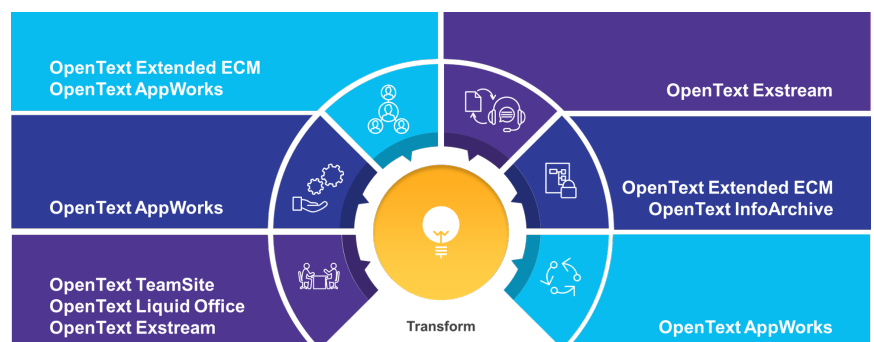 OpenText Extended ECM
OpenText AppWorks
OpenText Exstream
OpenText AppWorks
OpenText Extended ECM
OpenText InfoArchive
OpenText TeamSite
OpenText Liquid Office
OpenText Exstream
Transform
OpenText AppWorks